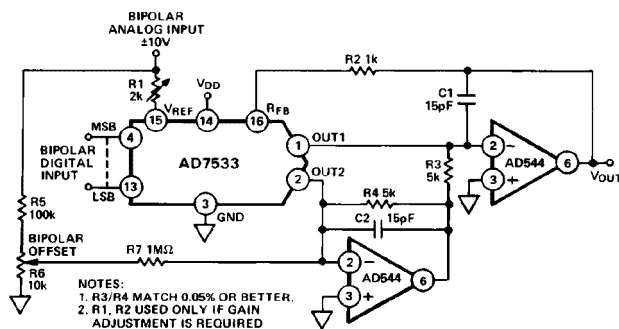 BIPOLAR
ANALOG INPUT
±10V
R1
2k
VDD
R2 1k
C1
15pF
VREF
RFB
15
14
16
MSB
4
BIPOLAR
DIGITAL
INPUT
AD7533
1
OUT1
2
OUT2
LSB
13
3
GND
R3
5k
2
−
AD544
6
3
+
VOUT
R4 5k
C2
15pF
R5
100k
BIPOLAR
OFFSET
R6
10k
R7 1MΩ
2
−
AD544
6
3
+
NOTES:
1. R3/R4 MATCH 0.05% OR BETTER.
2. R1, R2 USED ONLY IF GAIN
ADJUSTMENT IS REQUIRED